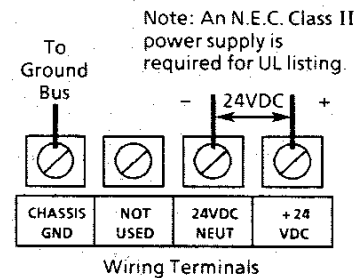 Note: An N.E.C. Class II
power supply is
required for UL listing.
To
Ground
Bus
- 24VDC +
CHASSIS GND
NOT USED
24VDC NEUT
+24 VDC
Wiring Terminals